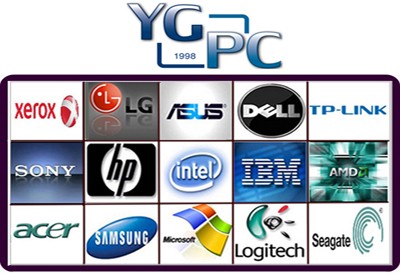 YG
1998
PC
xerox
LG
ASUS
DELL
TP-LINK
SONY
hp
intel
IBM
AMD
acer
SAMSUNG
Microsoft
Logitech
Seagate